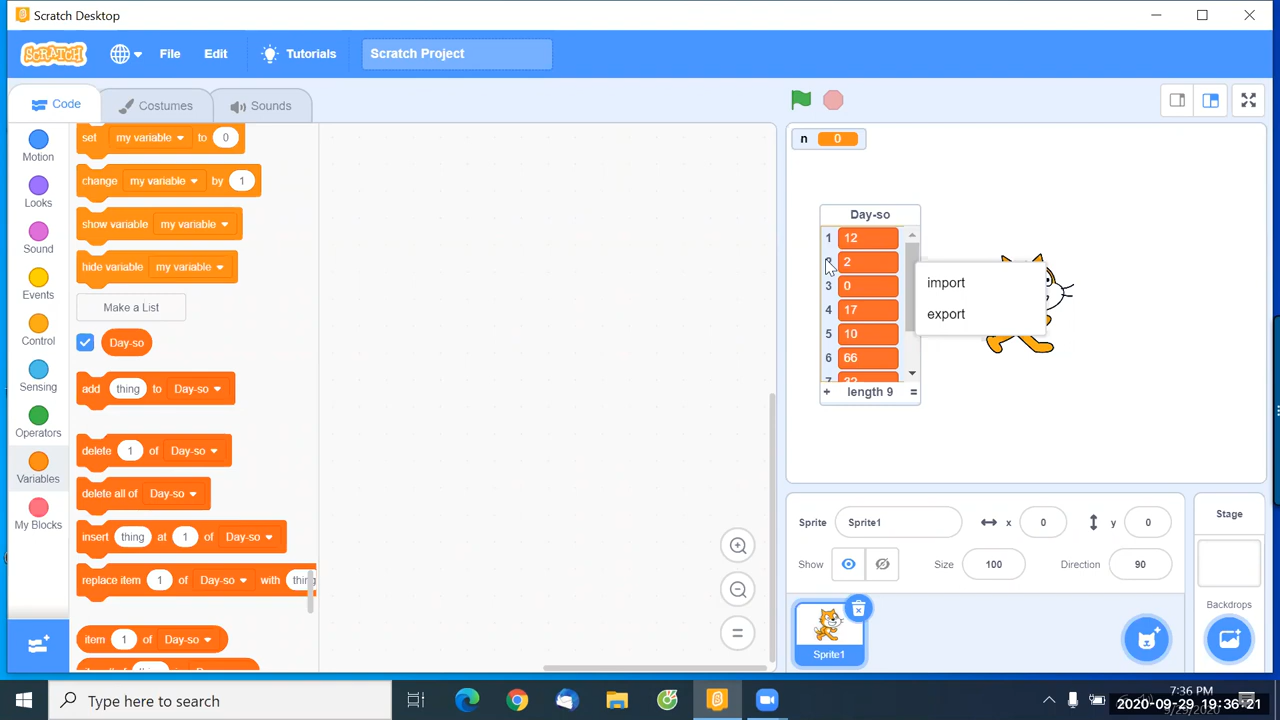 Scratch Desktop
SCRATCH File Edit Tutorials Scratch Project
Code Costumes Sounds
Motion
Looks
Sound
Events
Control
Sensing
Operators
Variables
My Blocks
set my variable to 0
change my variable by 1
show variable my variable
hide variable my variable
Make a List
Day-so
add thing to Day-so
delete 1 of Day-so
delete all of Day-so
insert thing at 1 of Day-so
replace item 1 of Day-so with thing
item 1 of Day-so
n 0
Day-so
1 12
2
3 0
4 17
5 10
6 66
7 32
+ length 9 =
import
export
Sprite Sprite1 x 0 y 0
Show Size 100 Direction 90
Sprite1
Stage
Backdrops
Type here to search
7:36 PM
2020-09-29 19:36:21